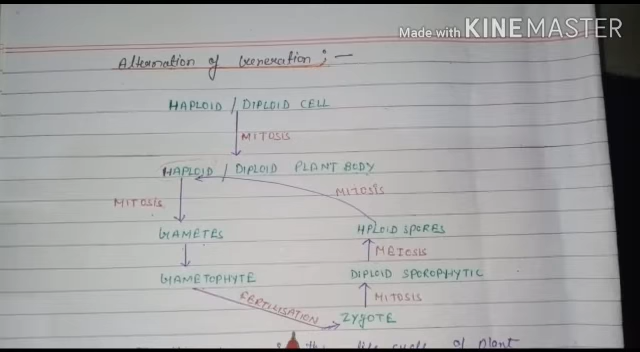 Made with KINEMASTER
Alternation of Generation ; —
HAPLOID / DIPLOID CELL
MITOSIS
HAPLOID / DIPLOID PLANT BODY
MITOSIS
MITOSIS
GAMETES
HPLOID SPORES
MEIOSIS
GAMETOPHYTE
DIPLOID SPOROPHYTIC
FERTILISATION
MITOSIS
ZYGOTE
life cycle of plant